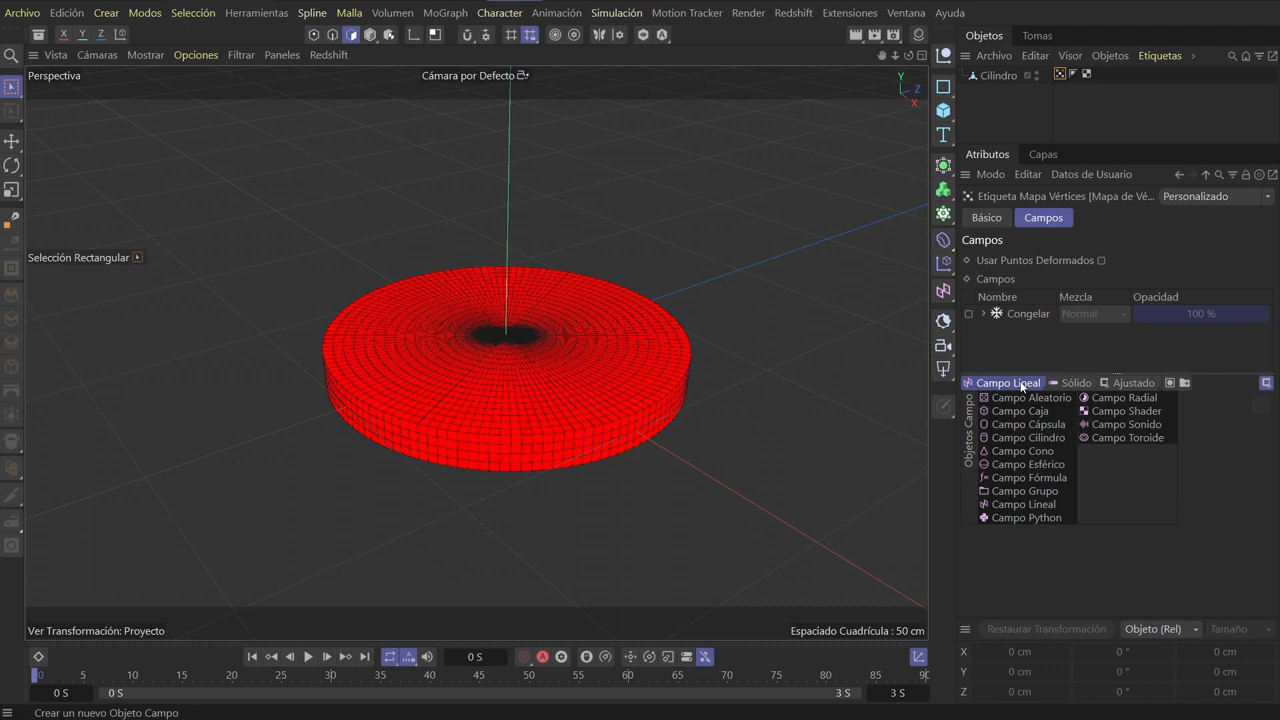 Archivo Edición Crear Modos Selección Herramientas Spline Malla Volumen MoGraph Character Animación Simulación Motion Tracker Render Redshift Extensiones Ventana Ayuda
Objetos Tomas
Vista Cámaras Mostrar Opciones Filtrar Paneles Redshift
Archivo Editar Visor Objetos Etiquetas
Perspectiva
Cámara por Defecto
Y
Z
X
Cilindro
Atributos Capas
Modo Editar Datos de Usuario
Etiqueta Mapa Vértices [Mapa de Vé... Personalizado
Básico Campos
Campos
Selección Rectangular
Usar Puntos Deformados
Campos
Nombre Mezcla Opacidad
Congelar Normal 100 %
Campo Lineal Sólido Ajustado
Objetos Campo
Campo Aleatorio Campo Radial
Campo Caja Campo Shader
Campo Cápsula Campo Sonido
Campo Cilindro Campo Toroide
Campo Cono
Campo Esférico
Campo Fórmula
Campo Grupo
Campo Lineal
Campo Python
Ver Transformación: Proyecto
Espaciado Cuadrícula : 50 cm
Restaurar Transformación Objeto (Rel) Tamaño
0 S
X 0 cm 0 ° 0 cm
Y 0 cm 0 ° 0 cm
Z 0 cm 0 ° 0 cm
0 5 10 15 20 25 30 35 40 45 50 55 60 65 70 75 80 85 90
0 S 0 S 3 S 3 S
Crear un nuevo Objeto Campo